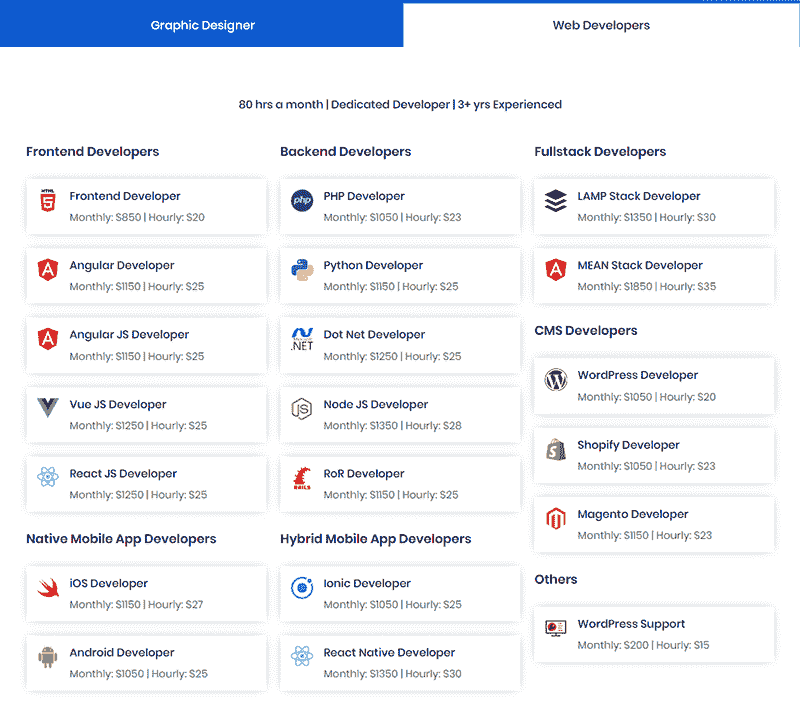 Graphic Designer
Web Developers
80 hrs a month | Dedicated Developer | 3+ yrs Experienced
Frontend Developers
HTML
5
Frontend Developer
Monthly: $850 | Hourly: $20
A
Angular Developer
Monthly: $1150 | Hourly: $25
A
Angular JS Developer
Monthly: $1150 | Hourly: $25
Vue JS Developer
Monthly: $1250 | Hourly: $25
React JS Developer
Monthly: $1250 | Hourly: $25
Native Mobile App Developers
iOS Developer
Monthly: $1150 | Hourly: $27
Android Developer
Monthly: $1050 | Hourly: $25
Backend Developers
php
PHP Developer
Monthly: $1050 | Hourly: $23
Python Developer
Monthly: $1150 | Hourly: $25
.NET
Dot Net Developer
Monthly: $1250 | Hourly: $25
JS
Node JS Developer
Monthly: $1350 | Hourly: $28
RAILS
RoR Developer
Monthly: $1150 | Hourly: $25
Hybrid Mobile App Developers
Ionic Developer
Monthly: $1050 | Hourly: $25
React Native Developer
Monthly: $1350 | Hourly: $30
Fullstack Developers
LAMP Stack Developer
Monthly: $1350 | Hourly: $30
A
MEAN Stack Developer
Monthly: $1850 | Hourly: $35
CMS Developers
W
WordPress Developer
Monthly: $1050 | Hourly: $20
S
Shopify Developer
Monthly: $1050 | Hourly: $23
Magento Developer
Monthly: $1150 | Hourly: $23
Others
WordPress Support
Monthly: $200 | Hourly: $15